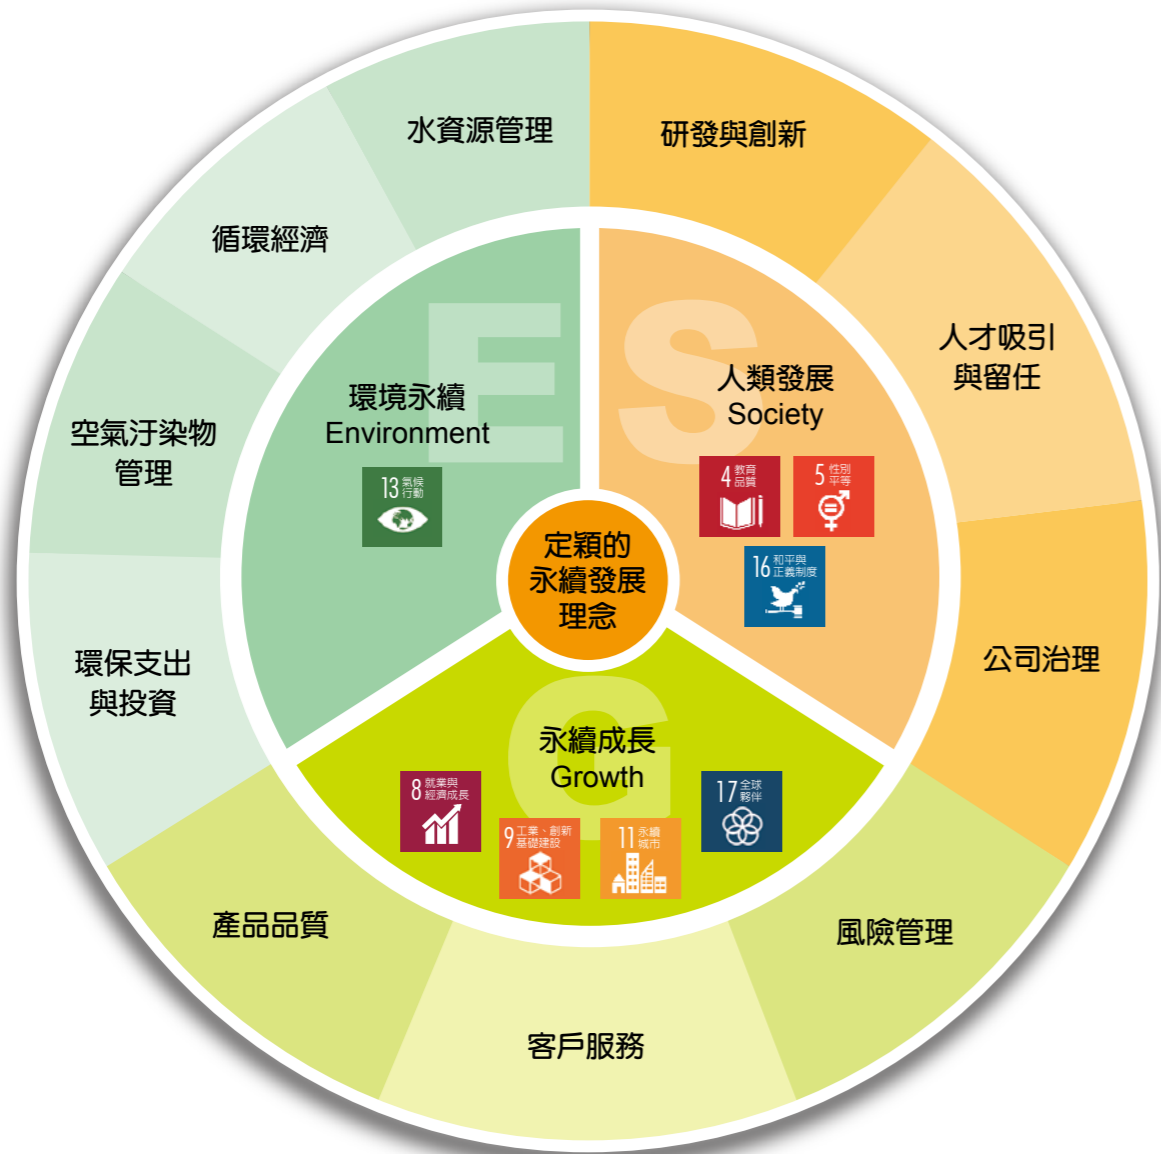 水資源管理
研發與創新
循環經濟
人才吸引
與留任
空氣汙染物
管理
公司治理
環保支出
與投資
風險管理
產品品質
客戶服務
E
環境永續
Environment
13 氣候
行動
S
人類發展
Society
4 教育
品質
5 性別
平等
16 和平與
正義制度
定穎的
永續發展
理念
G
永續成長
Growth
8 就業與
經濟成長
9 工業、創新
基礎建設
11 永續
城市
17 全球
夥伴